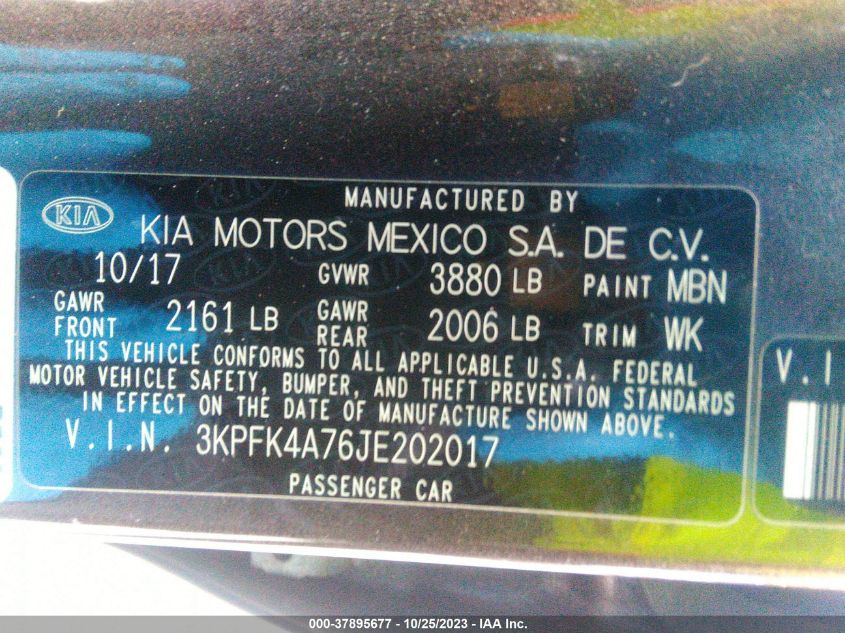 MANUFACTURED BY
KIA KIA MOTORS MEXICO S.A. DE C.V.
10/17 GVWR 3880 LB PAINT MBN
GAWR FRONT 2161 LB GAWR REAR 2006 LB TRIM WK
THIS VEHICLE CONFORMS TO ALL APPLICABLE U.S.A. FEDERAL
MOTOR VEHICLE SAFETY, BUMPER, AND THEFT PREVENTION STANDARDS
IN EFFECT ON THE DATE OF MANUFACTURE SHOWN ABOVE.
V.I.N. 3KPFK4A76JE202017
PASSENGER CAR
V.I
000-37895677 - 10/25/2023 - IAA Inc.